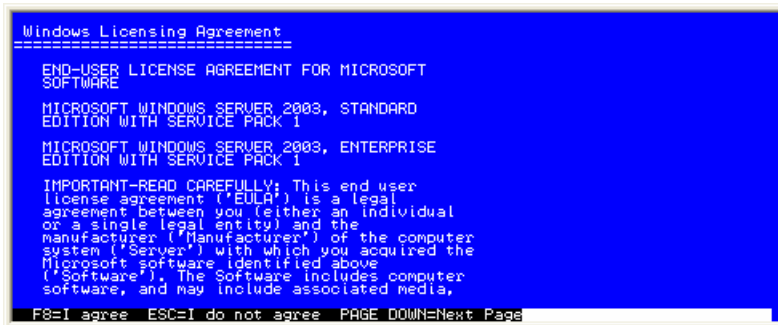 Windows Licensing Agreement
==============================
END-USER LICENSE AGREEMENT FOR MICROSOFT
SOFTWARE
MICROSOFT WINDOWS SERVER 2003, STANDARD
EDITION WITH SERVICE PACK 1
MICROSOFT WINDOWS SERVER 2003, ENTERPRISE
EDITION WITH SERVICE PACK 1
IMPORTANT-READ CAREFULLY: This end user
license agreement ('EULA') is a legal
agreement between you (either an individual
or a single legal entity) and the
manufacturer ('Manufacturer') of the computer
system ('Server') with which you acquired the
Microsoft software identified above
('Software'). The Software includes computer
software, and may include associated media,
F8=I agree  ESC=I do not agree  PAGE DOWN=Next Page